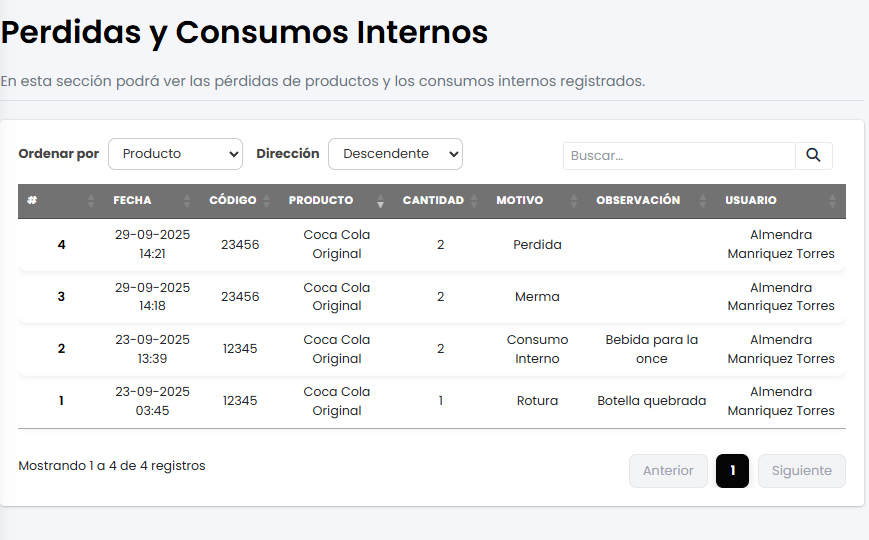 Perdidas y Consumos Internos
En esta sección podrá ver las pérdidas de productos y los consumos internos registrados.
Ordenar por Producto Dirección Descendente Buscar...
# FECHA CÓDIGO PRODUCTO CANTIDAD MOTIVO OBSERVACIÓN USUARIO
4 29-09-2025 14:21 23456 Coca Cola Original 2 Perdida Almendra Manriquez Torres
3 29-09-2025 14:18 23456 Coca Cola Original 2 Merma Almendra Manriquez Torres
2 23-09-2025 13:39 12345 Coca Cola Original 2 Consumo Interno Bebida para la once Almendra Manriquez Torres
1 23-09-2025 03:45 12345 Coca Cola Original 1 Rotura Botella quebrada Almendra Manriquez Torres
Mostrando 1 a 4 de 4 registros
Anterior 1 Siguiente